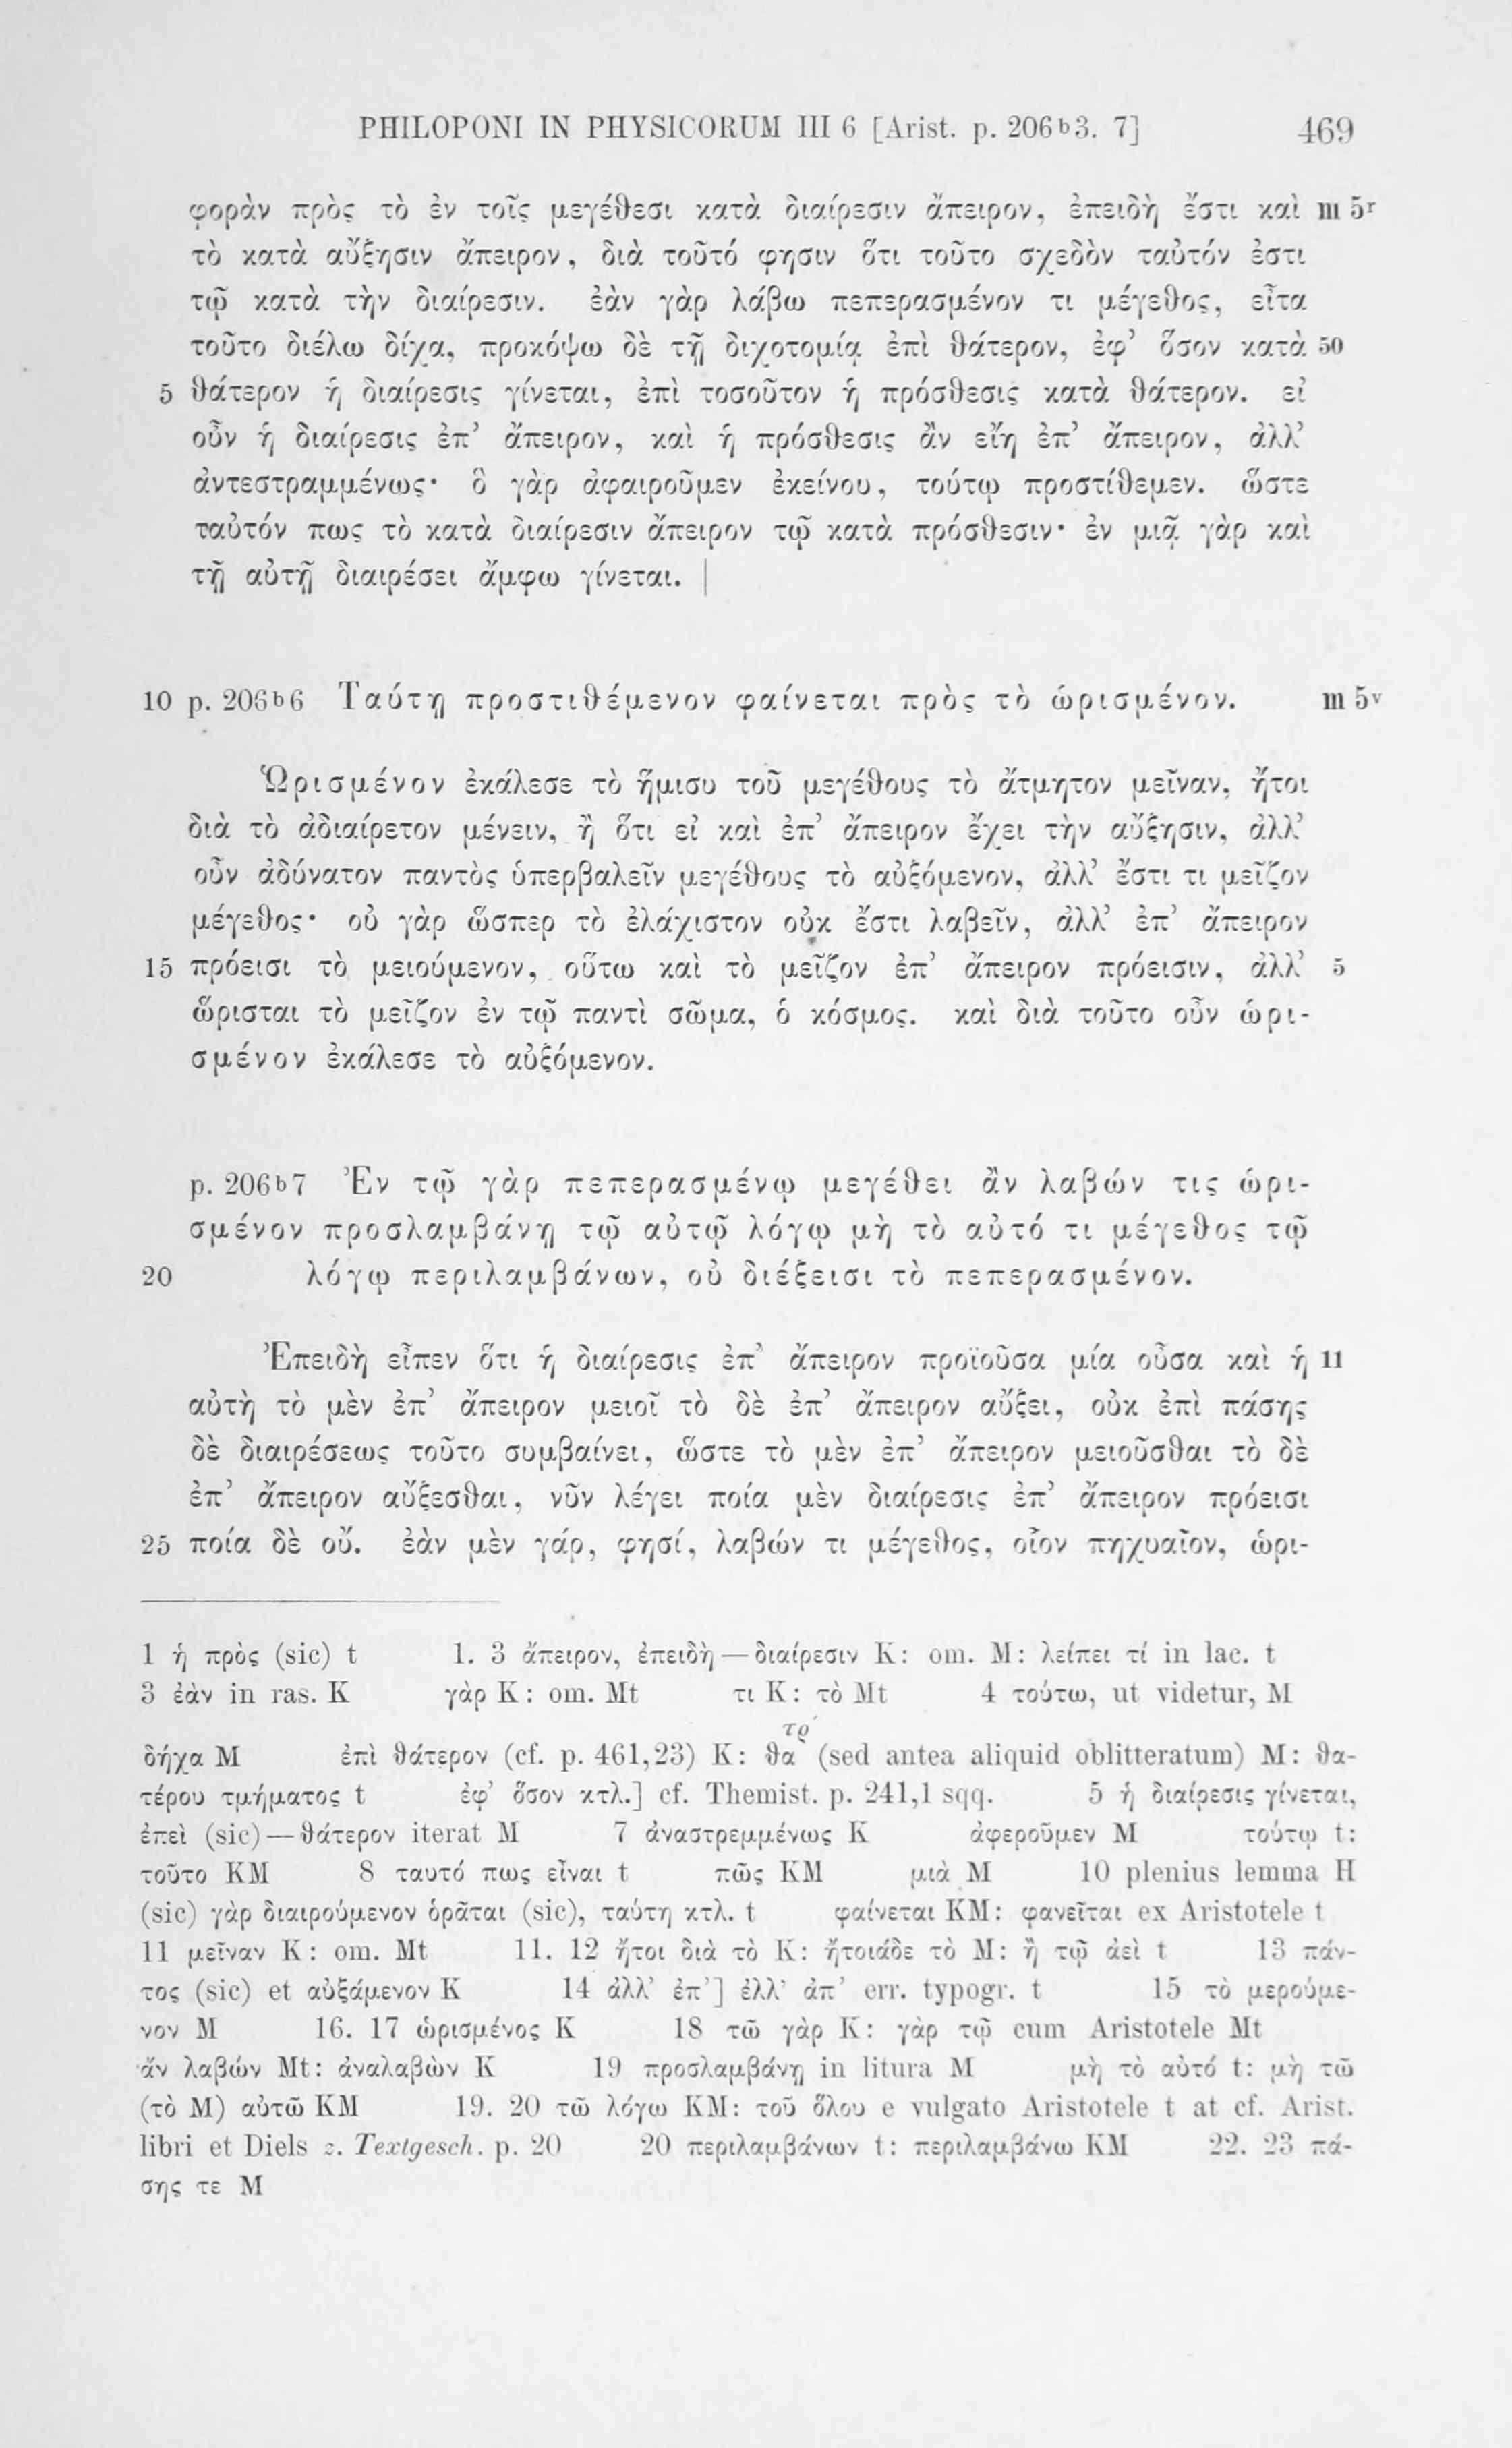 PHILOPONI IN PHYSICORUM III 6 [Arist. p. 206ᵇ3. 7] 469
φορὰν πρὸς τὸ ἐν τοῖς μεγέθεσι κατὰ διαίρεσιν ἄπειρον, ἐπειδὴ ἔστι καὶ m 5ʳ
τὸ κατὰ αὔξησιν ἄπειρον, διὰ τοῦτό φησιν ὅτι τοῦτο σχεδὸν ταὐτόν ἐστι
τῷ κατὰ τὴν διαίρεσιν. ἐὰν γὰρ λάβω πεπερασμένον τι μέγεθος, εἶτα
τοῦτο διέλω δίχα, προκόψω δὲ τῇ διχοτομίᾳ ἐπὶ θάτερον, ἐφ’ ὅσον κατὰ 50
5 θάτερον ἡ διαίρεσις γίνεται, ἐπὶ τοσοῦτον ἡ πρόσθεσις κατὰ θάτερον. εἰ
οὖν ἡ διαίρεσις ἐπ’ ἄπειρον, καὶ ἡ πρόσθεσις ἂν εἴη ἐπ’ ἄπειρον, ἀλλ’
ἀντεστραμμένως· ὃ γὰρ ἀφαιροῦμεν ἐκείνου, τούτῳ προστίθεμεν. ὥστε
ταὐτόν πως τὸ κατὰ διαίρεσιν ἄπειρον τῷ κατὰ πρόσθεσιν· ἐν μιᾷ γὰρ καὶ
τῇ αὐτῇ διαιρέσει ἄμφω γίνεται. |
10 p. 206ᵇ6 Ταύτῃ προστιθέμενον φαίνεται πρὸς τὸ ὡρισμένον. m 5ᵛ
Ὡρισμένον ἐκάλεσε τὸ ἥμισυ τοῦ μεγέθους τὸ ἄτμητον μεῖναν, ἤτοι
διὰ τὸ ἀδιαίρετον μένειν, ἢ ὅτι εἰ καὶ ἐπ’ ἄπειρον ἔχει τὴν αὔξησιν, ἀλλ’
οὖν ἀδύνατον παντὸς ὑπερβαλεῖν μεγέθους τὸ αὐξόμενον, ἀλλ’ ἔστι τι μεῖζον
μέγεθος· οὐ γὰρ ὥσπερ τὸ ἐλάχιστον οὐκ ἔστι λαβεῖν, ἀλλ’ ἐπ’ ἄπειρον
15 πρόεισι τὸ μειούμενον, οὕτω καὶ τὸ μεῖζον ἐπ’ ἄπειρον πρόεισιν, ἀλλ’ 5
ὥρισται τὸ μεῖζον ἐν τῷ παντὶ σῶμα, ὁ κόσμος. καὶ διὰ τοῦτο οὖν ὡρι-
σμένον ἐκάλεσε τὸ αὐξόμενον.
p. 206ᵇ7 Ἐν τῷ γὰρ πεπερασμένῳ μεγέθει ἂν λαβών τις ὡρι-
σμένον προσλαμβάνῃ τῷ αὐτῷ λόγῳ μὴ τὸ αὐτό τι μέγεθος τῷ
20 λόγῳ περιλαμβάνων, οὐ διέξεισι τὸ πεπερασμένον.
Ἐπειδὴ εἶπεν ὅτι ἡ διαίρεσις ἐπ’ ἄπειρον προϊοῦσα μία οὖσα καὶ ἡ 11
αὐτὴ τὸ μὲν ἐπ’ ἄπειρον μειοῖ τὸ δὲ ἐπ’ ἄπειρον αὔξει, οὐκ ἐπὶ πάσης
δὲ διαιρέσεως τοῦτο συμβαίνει, ὥστε τὸ μὲν ἐπ’ ἄπειρον μειοῦσθαι τὸ δὲ
ἐπ’ ἄπειρον αὔξεσθαι, νῦν λέγει ποία μὲν διαίρεσις ἐπ’ ἄπειρον πρόεισι
25 ποία δὲ οὔ. ἐὰν μὲν γάρ, φησί, λαβών τι μέγεθος, οἷον πηχυαῖον, ὡρι-
1 ἡ πρὸς (sic) t 1. 3 ἄπειρον, ἐπειδὴ — διαίρεσιν K: om. M: λείπει τί in lac. t
3 ἐὰν in ras. K γὰρ K: om. Mt τι K: τὸ Mt 4 τούτω, ut videtur, M
δήχα M ἐπὶ θάτερον (cf. p. 461,23) K: θα^τρ (sed antea aliquid oblitteratum) M: θα-
τέρου τμήματος t ἐφ’ ὅσον κτλ.] cf. Themist. p. 241,1 sqq. 5 ἡ διαίρεσις γίνεται,
ἐπεὶ (sic) — θάτερον iterat M 7 ἀναστρεμμένως K ἀφεροῦμεν M τούτῳ t:
τοῦτο KM 8 ταυτό πως εἶναι t πῶς KM μιὰ M 10 plenius lemma Η
(sic) γὰρ διαιρούμενον ὁρᾶται (sic), ταύτη κτλ. t φαίνεται KM: φανεῖται ex Aristotele t
11 μεῖναν K: om. Mt 11. 12 ἤτοι διὰ τὸ K: ἤτοιάδε τὸ M: ἢ τῷ ἀεὶ t 13 πάν-
τος (sic) et αὐξάμενον K 14 ἀλλ’ ἐπ’] ἐλλ’ ἀπ’ err. typogr. t 15 τὸ μερούμε-
νον M 16. 17 ὡρισμένος K 18 τῶ γὰρ K: γὰρ τῷ cum Aristotele Mt
ἄν λαβών Mt: ἀναλαβὼν K 19 προσλαμβάνῃ in litura M μὴ τὸ αὐτό t: μὴ τῶ
(τὸ M) αὐτῶ KM 19. 20 τῶ λόγω KM: τοῦ ὅλου e vulgato Aristotele t at cf. Arist.
libri et Diels z. Textgesch. p. 20 20 περιλαμβάνων t: περιλαμβάνω KM 22. 23 πά-
σης τε M